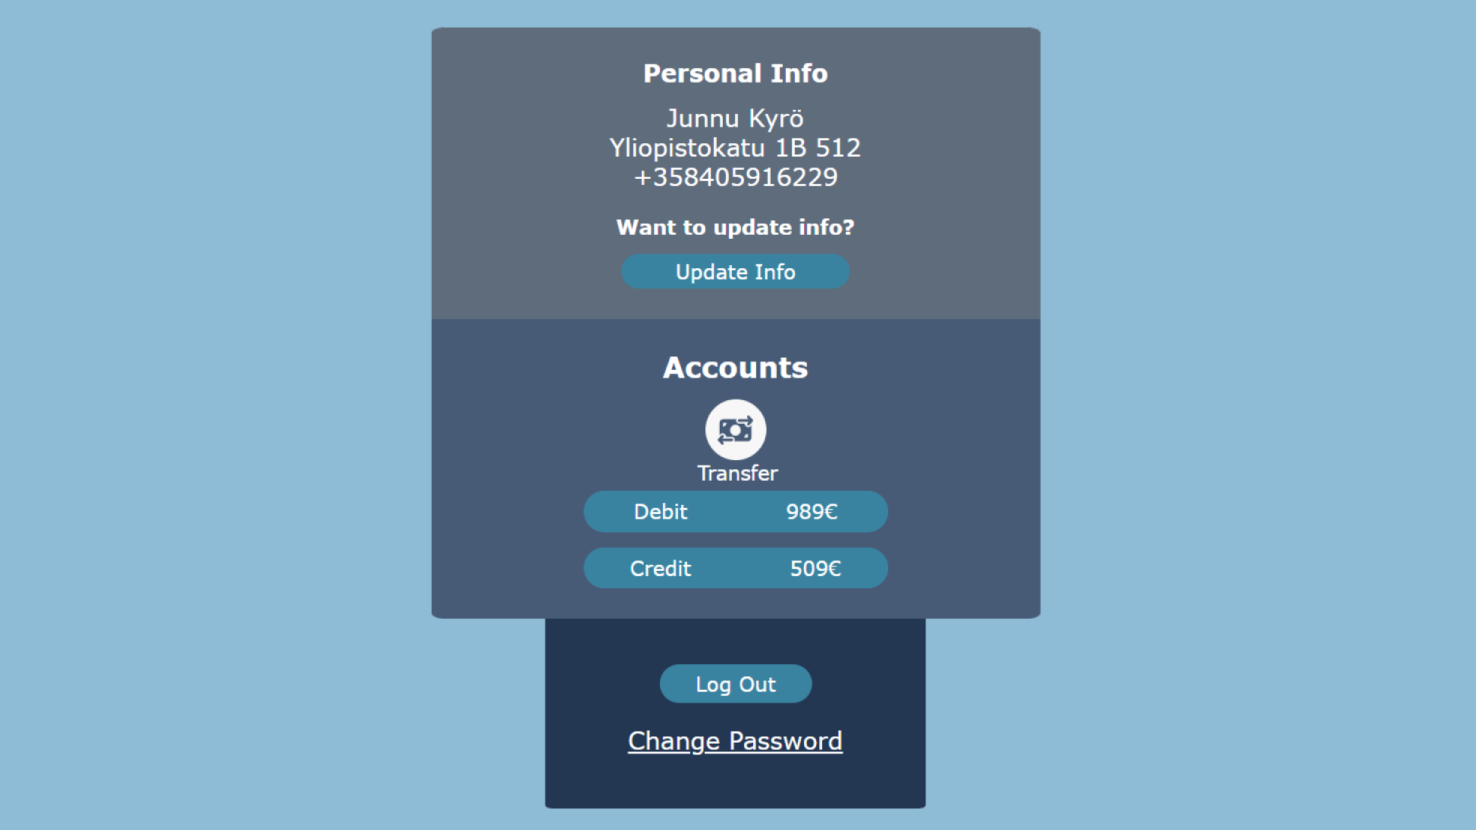 Personal Info
Junnu Kyrö
Yliopistokatu 1B 512
+358405916229
Want to update info?
Update Info
Accounts
Transfer
Debit 989€
Credit 509€
Log Out
Change Password